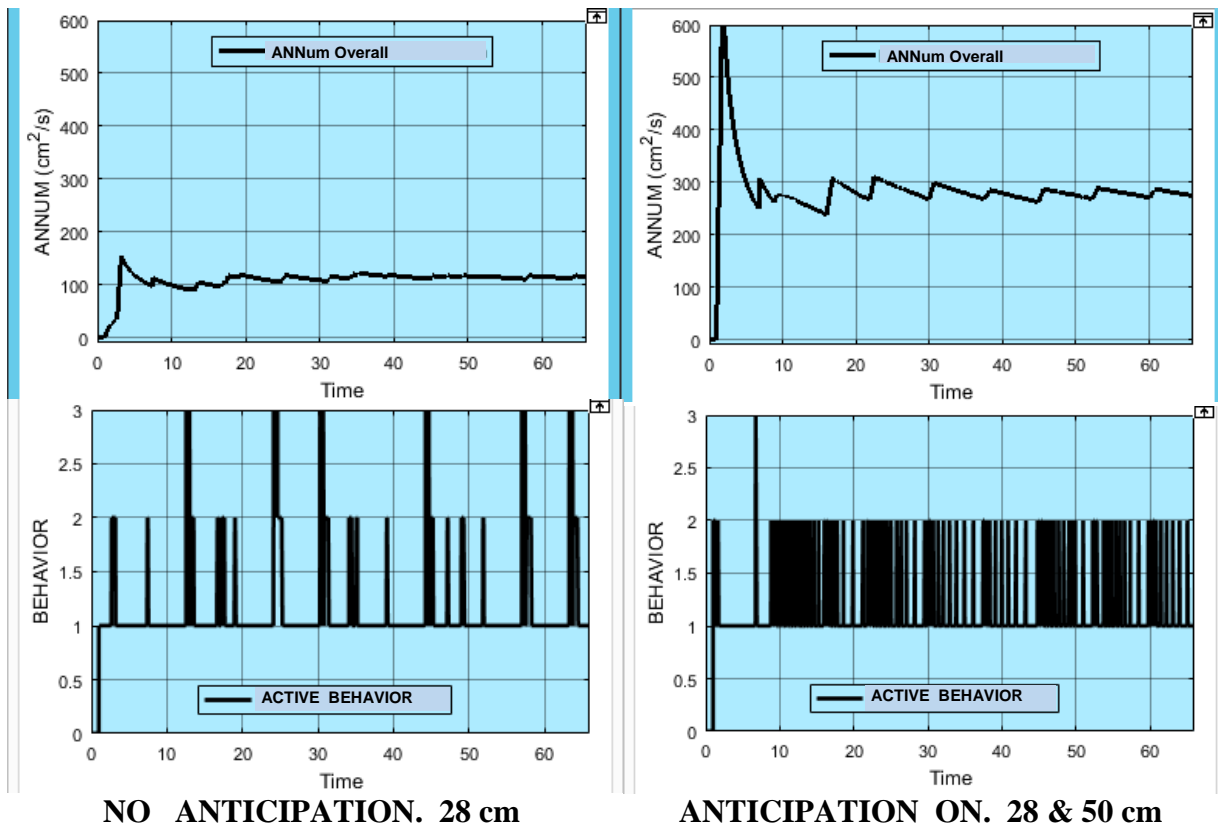 600
500
400
300
200
100
0
ANNUM (cm²/s)
ANNum Overall
0 10 20 30 40 50 60
Time
600
500
400
300
200
100
0
ANNUM (cm²/s)
ANNum Overall
0 10 20 30 40 50 60
Time
3
2.5
2
1.5
1
0.5
0
BEHAVIOR
ACTIVE BEHAVIOR
0 10 20 30 40 50 60
Time
3
2.5
2
1.5
1
0.5
0
BEHAVIOR
ACTIVE BEHAVIOR
0 10 20 30 40 50 60
Time
NO ANTICIPATION. 28 cm
ANTICIPATION ON. 28 & 50 cm